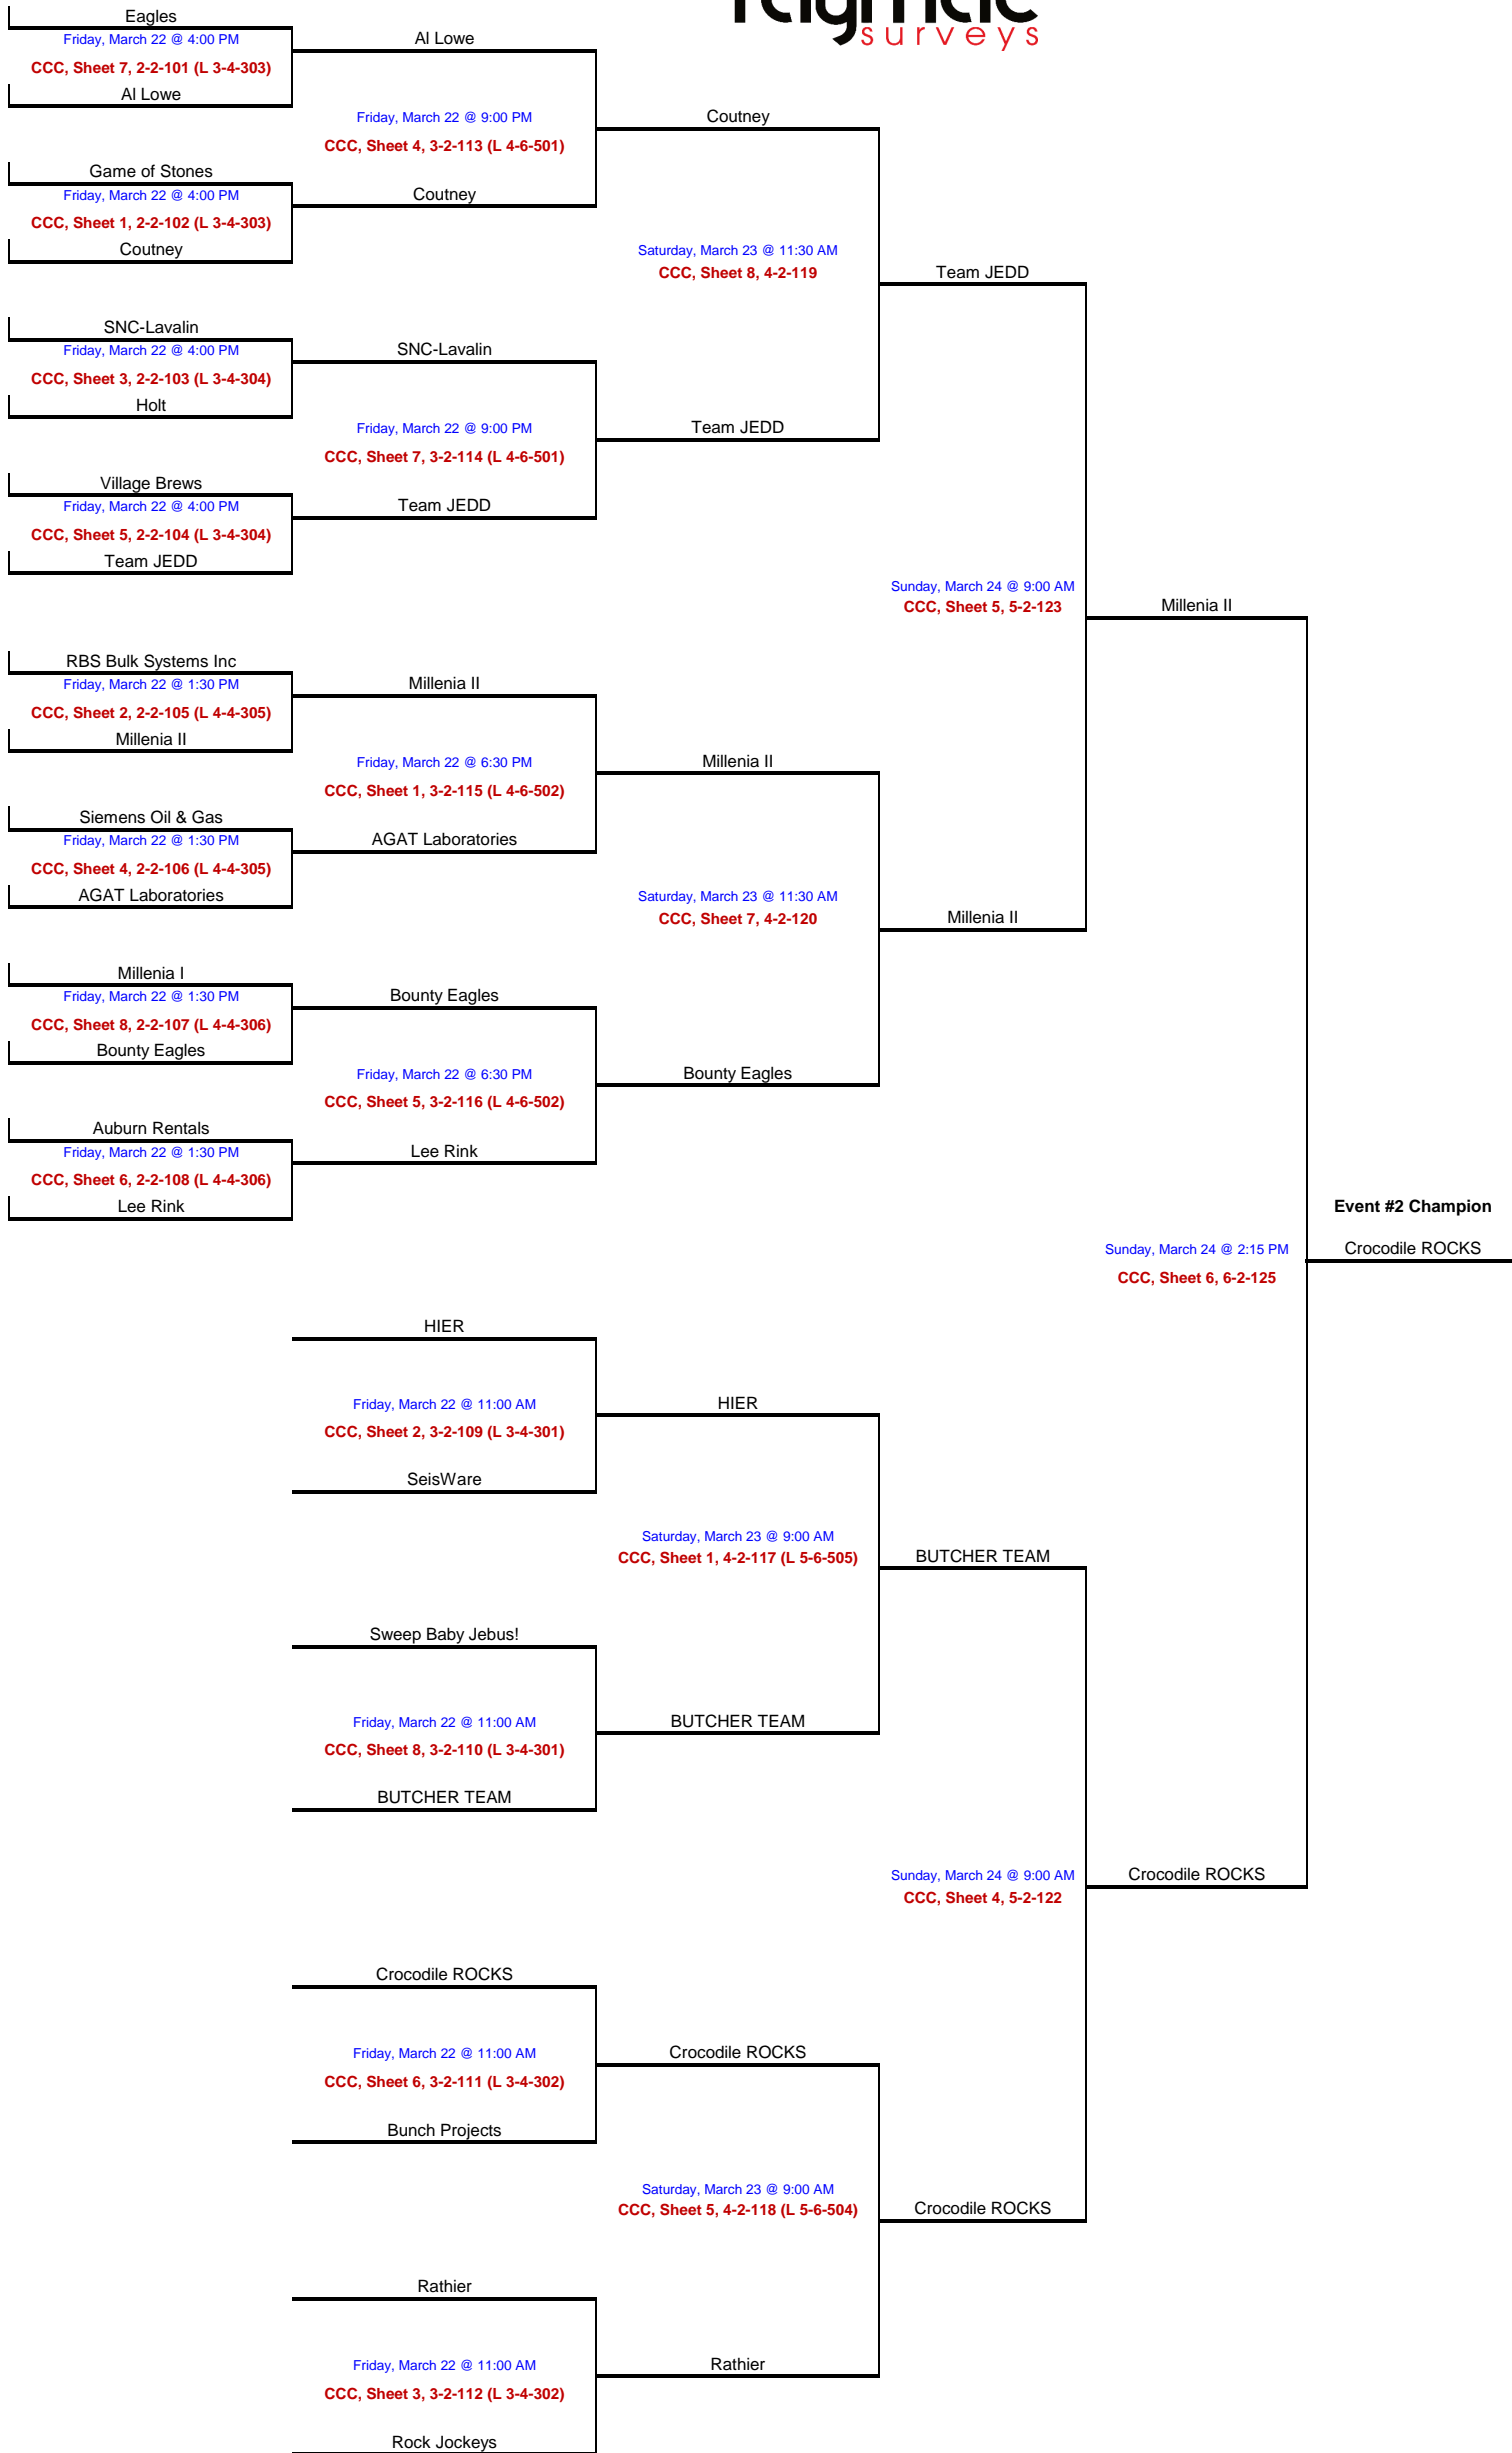 surveys
Eagles
Friday, March 22 @ 4:00 PM
CCC, Sheet 7, 2-2-101 (L 3-4-303)
Al Lowe
Al Lowe
Friday, March 22 @ 9:00 PM
CCC, Sheet 4, 3-2-113 (L 4-6-501)
Coutney
Coutney
Game of Stones
Friday, March 22 @ 4:00 PM
CCC, Sheet 1, 2-2-102 (L 3-4-303)
Coutney
Saturday, March 23 @ 11:30 AM
CCC, Sheet 8, 4-2-119
Team JEDD
SNC-Lavalin
Friday, March 22 @ 4:00 PM
CCC, Sheet 3, 2-2-103 (L 3-4-304)
Holt
SNC-Lavalin
Friday, March 22 @ 9:00 PM
CCC, Sheet 7, 3-2-114 (L 4-6-501)
Team JEDD
Team JEDD
Village Brews
Friday, March 22 @ 4:00 PM
CCC, Sheet 5, 2-2-104 (L 3-4-304)
Team JEDD
Sunday, March 24 @ 9:00 AM
CCC, Sheet 5, 5-2-123
Millenia II
RBS Bulk Systems Inc
Friday, March 22 @ 1:30 PM
CCC, Sheet 2, 2-2-105 (L 4-4-305)
Millenia II
Millenia II
Friday, March 22 @ 6:30 PM
CCC, Sheet 1, 3-2-115 (L 4-6-502)
AGAT Laboratories
Millenia II
Siemens Oil & Gas
Friday, March 22 @ 1:30 PM
CCC, Sheet 4, 2-2-106 (L 4-4-305)
AGAT Laboratories
Saturday, March 23 @ 11:30 AM
CCC, Sheet 7, 4-2-120
Millenia II
Millenia I
Friday, March 22 @ 1:30 PM
CCC, Sheet 8, 2-2-107 (L 4-4-306)
Bounty Eagles
Bounty Eagles
Friday, March 22 @ 6:30 PM
CCC, Sheet 5, 3-2-116 (L 4-6-502)
Lee Rink
Bounty Eagles
Auburn Rentals
Friday, March 22 @ 1:30 PM
CCC, Sheet 6, 2-2-108 (L 4-4-306)
Lee Rink
Event #2 Champion
Sunday, March 24 @ 2:15 PM
CCC, Sheet 6, 6-2-125
Crocodile ROCKS
HIER
Friday, March 22 @ 11:00 AM
CCC, Sheet 2, 3-2-109 (L 3-4-301)
SeisWare
HIER
Saturday, March 23 @ 9:00 AM
CCC, Sheet 1, 4-2-117 (L 5-6-505)
BUTCHER TEAM
Sweep Baby Jebus!
Friday, March 22 @ 11:00 AM
CCC, Sheet 8, 3-2-110 (L 3-4-301)
BUTCHER TEAM
BUTCHER TEAM
Sunday, March 24 @ 9:00 AM
CCC, Sheet 4, 5-2-122
Crocodile ROCKS
Crocodile ROCKS
Friday, March 22 @ 11:00 AM
CCC, Sheet 6, 3-2-111 (L 3-4-302)
Bunch Projects
Crocodile ROCKS
Saturday, March 23 @ 9:00 AM
CCC, Sheet 5, 4-2-118 (L 5-6-504)
Crocodile ROCKS
Rathier
Friday, March 22 @ 11:00 AM
CCC, Sheet 3, 3-2-112 (L 3-4-302)
Rock Jockeys
Rathier